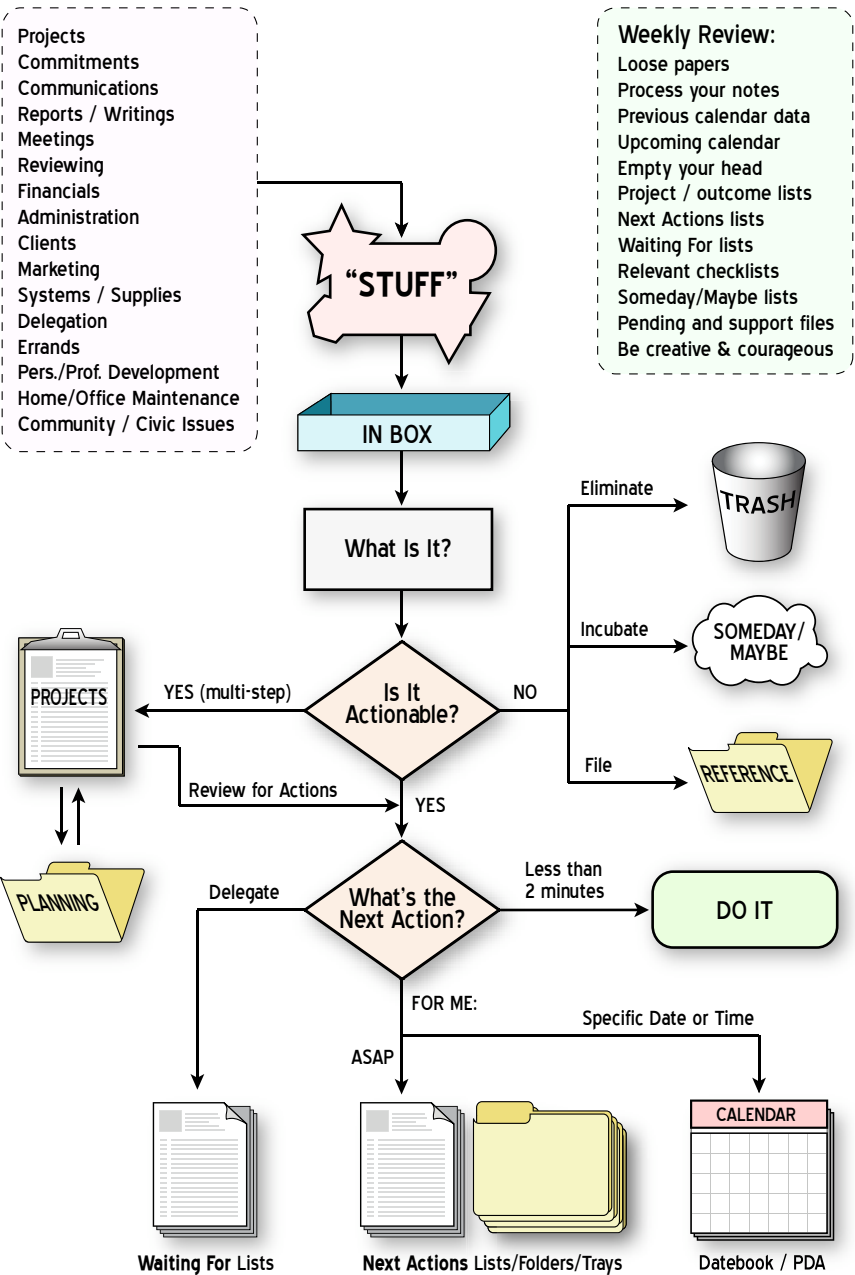 Projects
Commitments
Communications
Reports / Writings
Meetings
Reviewing
Financials
Administration
Clients
Marketing
Systems / Supplies
Delegation
Errands
Pers./Prof. Development
Home/Office Maintenance
Community / Civic Issues
Weekly Review:
Loose papers
Process your notes
Previous calendar data
Upcoming calendar
Empty your head
Project / outcome lists
Next Actions lists
Waiting For lists
Relevant checklists
Someday/Maybe lists
Pending and support files
Be creative & courageous
“STUFF”
IN BOX
What Is It?
Eliminate
TRASH
Incubate
SOMEDAY/
MAYBE
File
REFERENCE
Is It
Actionable?
NO
YES (multi-step)
PROJECTS
Review for Actions
YES
PLANNING
What's the
Next Action?
Less than
2 minutes
DO IT
Delegate
FOR ME:
Specific Date or Time
ASAP
CALENDAR
Waiting For Lists
Next Actions Lists/Folders/Trays
Datebook / PDA